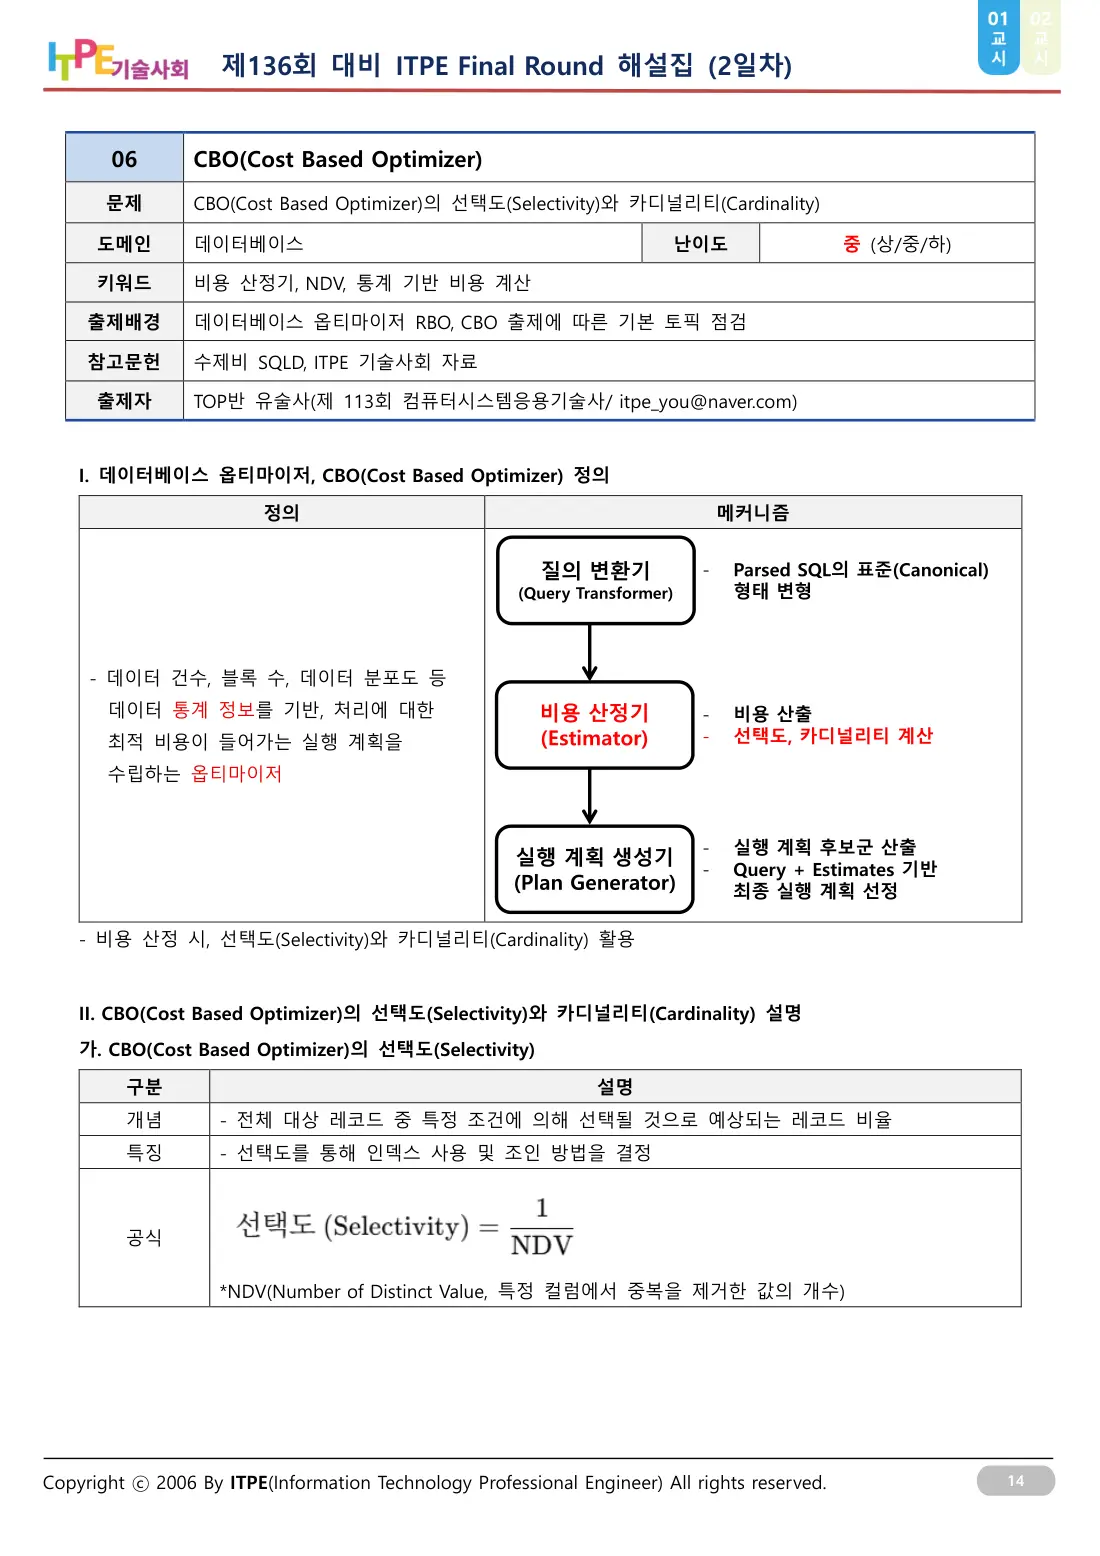 01
교
시
02
교
시
ITPE기술사회
제136회 대비 ITPE Final Round 해설집 (2일차)
06 CBO(Cost Based Optimizer)
문제 CBO(Cost Based Optimizer)의 선택도(Selectivity)와 카디널리티(Cardinality)
도메인 데이터베이스 난이도 중 (상/중/하)
키워드 비용 산정기, NDV, 통계 기반 비용 계산
출제배경 데이터베이스 옵티마이저 RBO, CBO 출제에 따른 기본 토픽 점검
참고문헌 수제비 SQLD, ITPE 기술사회 자료
출제자 TOP반 유술사(제 113회 컴퓨터시스템응용기술사/ itpe_you@naver.com)
I. 데이터베이스 옵티마이저, CBO(Cost Based Optimizer) 정의
정의 메커니즘
- 데이터 건수, 블록 수, 데이터 분포도 등
데이터 통계 정보를 기반, 처리에 대한
최적 비용이 들어가는 실행 계획을
수립하는 옵티마이저
질의 변환기
(Query Transformer)
- Parsed SQL의 표준(Canonical)
형태 변형
비용 산정기
(Estimator)
- 비용 산출
- 선택도, 카디널리티 계산
실행 계획 생성기
(Plan Generator)
- 실행 계획 후보군 산출
- Query + Estimates 기반
최종 실행 계획 선정
- 비용 산정 시, 선택도(Selectivity)와 카디널리티(Cardinality) 활용
II. CBO(Cost Based Optimizer)의 선택도(Selectivity)와 카디널리티(Cardinality) 설명
가. CBO(Cost Based Optimizer)의 선택도(Selectivity)
구분 설명
개념 - 전체 대상 레코드 중 특정 조건에 의해 선택될 것으로 예상되는 레코드 비율
특징 - 선택도를 통해 인덱스 사용 및 조인 방법을 결정
공식
선택도 (Selectivity) = 1 / NDV
*NDV(Number of Distinct Value, 특정 컬럼에서 중복을 제거한 값의 개수)
Copyright ⓒ 2006 By ITPE(Information Technology Professional Engineer) All rights reserved.
14